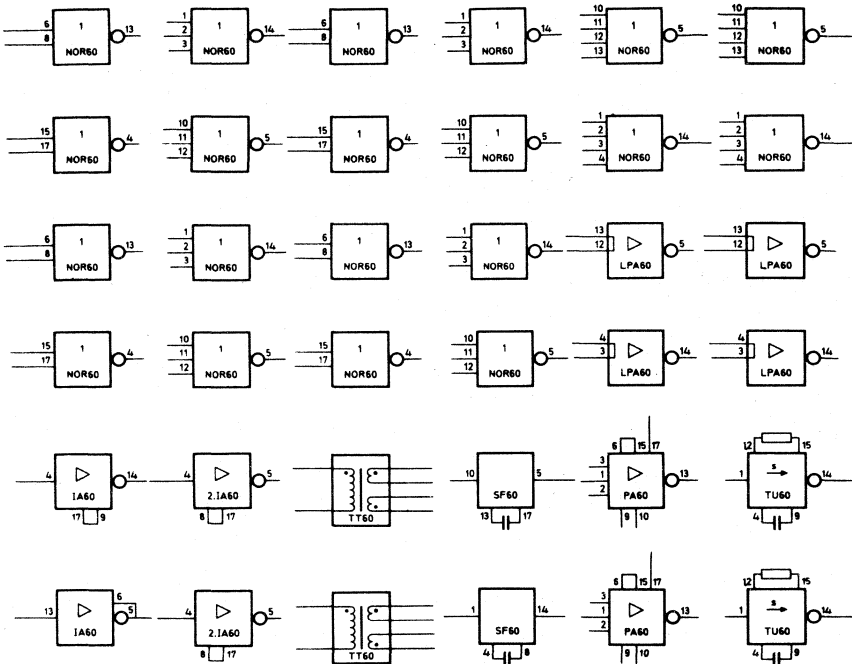 6 8 1 NOR60 13
1 2 3 1 NOR60 14
6 8 1 NOR60 13
1 2 3 1 NOR60 14
10 11 12 13 1 NOR60 5
10 11 12 13 1 NOR60 5
15 17 1 NOR60 4
10 11 12 1 NOR60 5
15 17 1 NOR60 4
10 11 12 1 NOR60 5
1 2 3 4 1 NOR60 14
1 2 3 4 1 NOR60 14
6 8 1 NOR60 13
1 2 3 1 NOR60 14
6 8 1 NOR60 13
1 2 3 1 NOR60 14
13 12 LPA60 5
13 12 LPA60 5
15 17 1 NOR60 4
10 11 12 1 NOR60 5
15 17 1 NOR60 4
10 11 12 1 NOR60 5
4 3 LPA60 14
4 3 LPA60 14
4 IA60 14 17 9
4 2.IA60 5 8 17
TT60
10 SF60 5 13 17
6 15 17 3 1 2 PA60 13 9 10
12 15 1 s TU60 14 4 9
13 IA60 6 5
4 2.IA60 5 8 17
TT60
1 SF60 14 4 8
6 15 17 3 1 2 PA60 13 9 10
12 15 1 s TU60 14 4 9